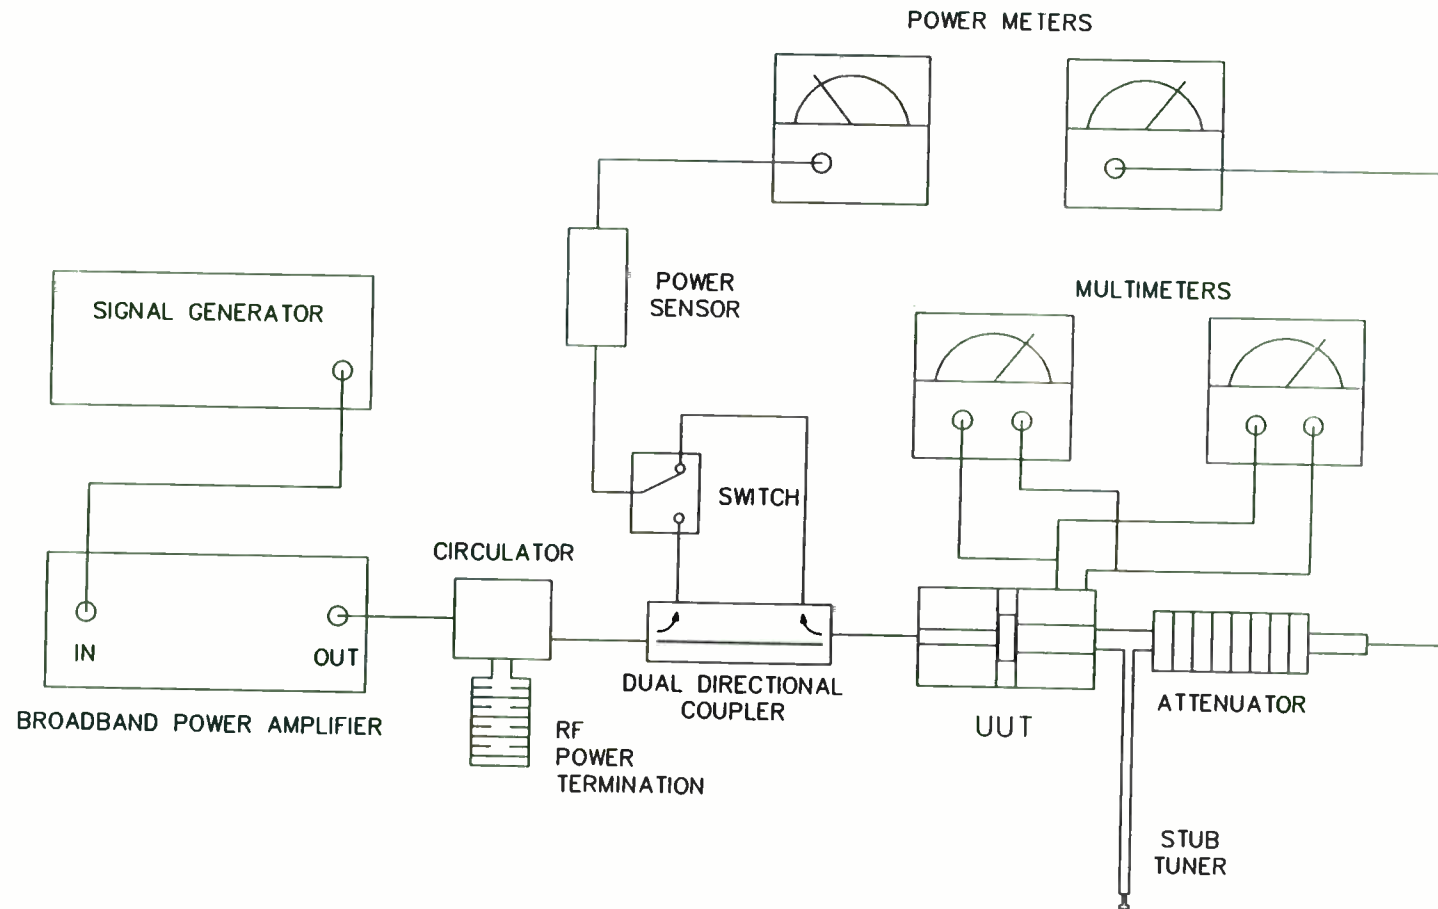 POWER METERS
POWER
SENSOR
MULTIMETERS
SIGNAL GENERATOR
SWITCH
CIRCULATOR
IN
OUT
DUAL DIRECTIONAL
COUPLER
BROADBAND POWER AMPLIFIER
RF
POWER
TERMINATION
UUT
ATTENUATOR
STUB
TUNER